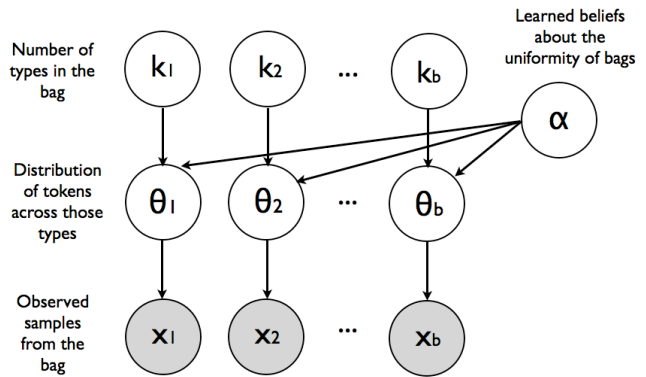 Learned beliefs
about the
uniformity of bags
Number of
types in the
bag
k1
k2
...
kb
α
Distribution
of tokens
across those
types
θ1
θ2
...
θb
Observed
samples
from the
bag
x1
x2
...
xb